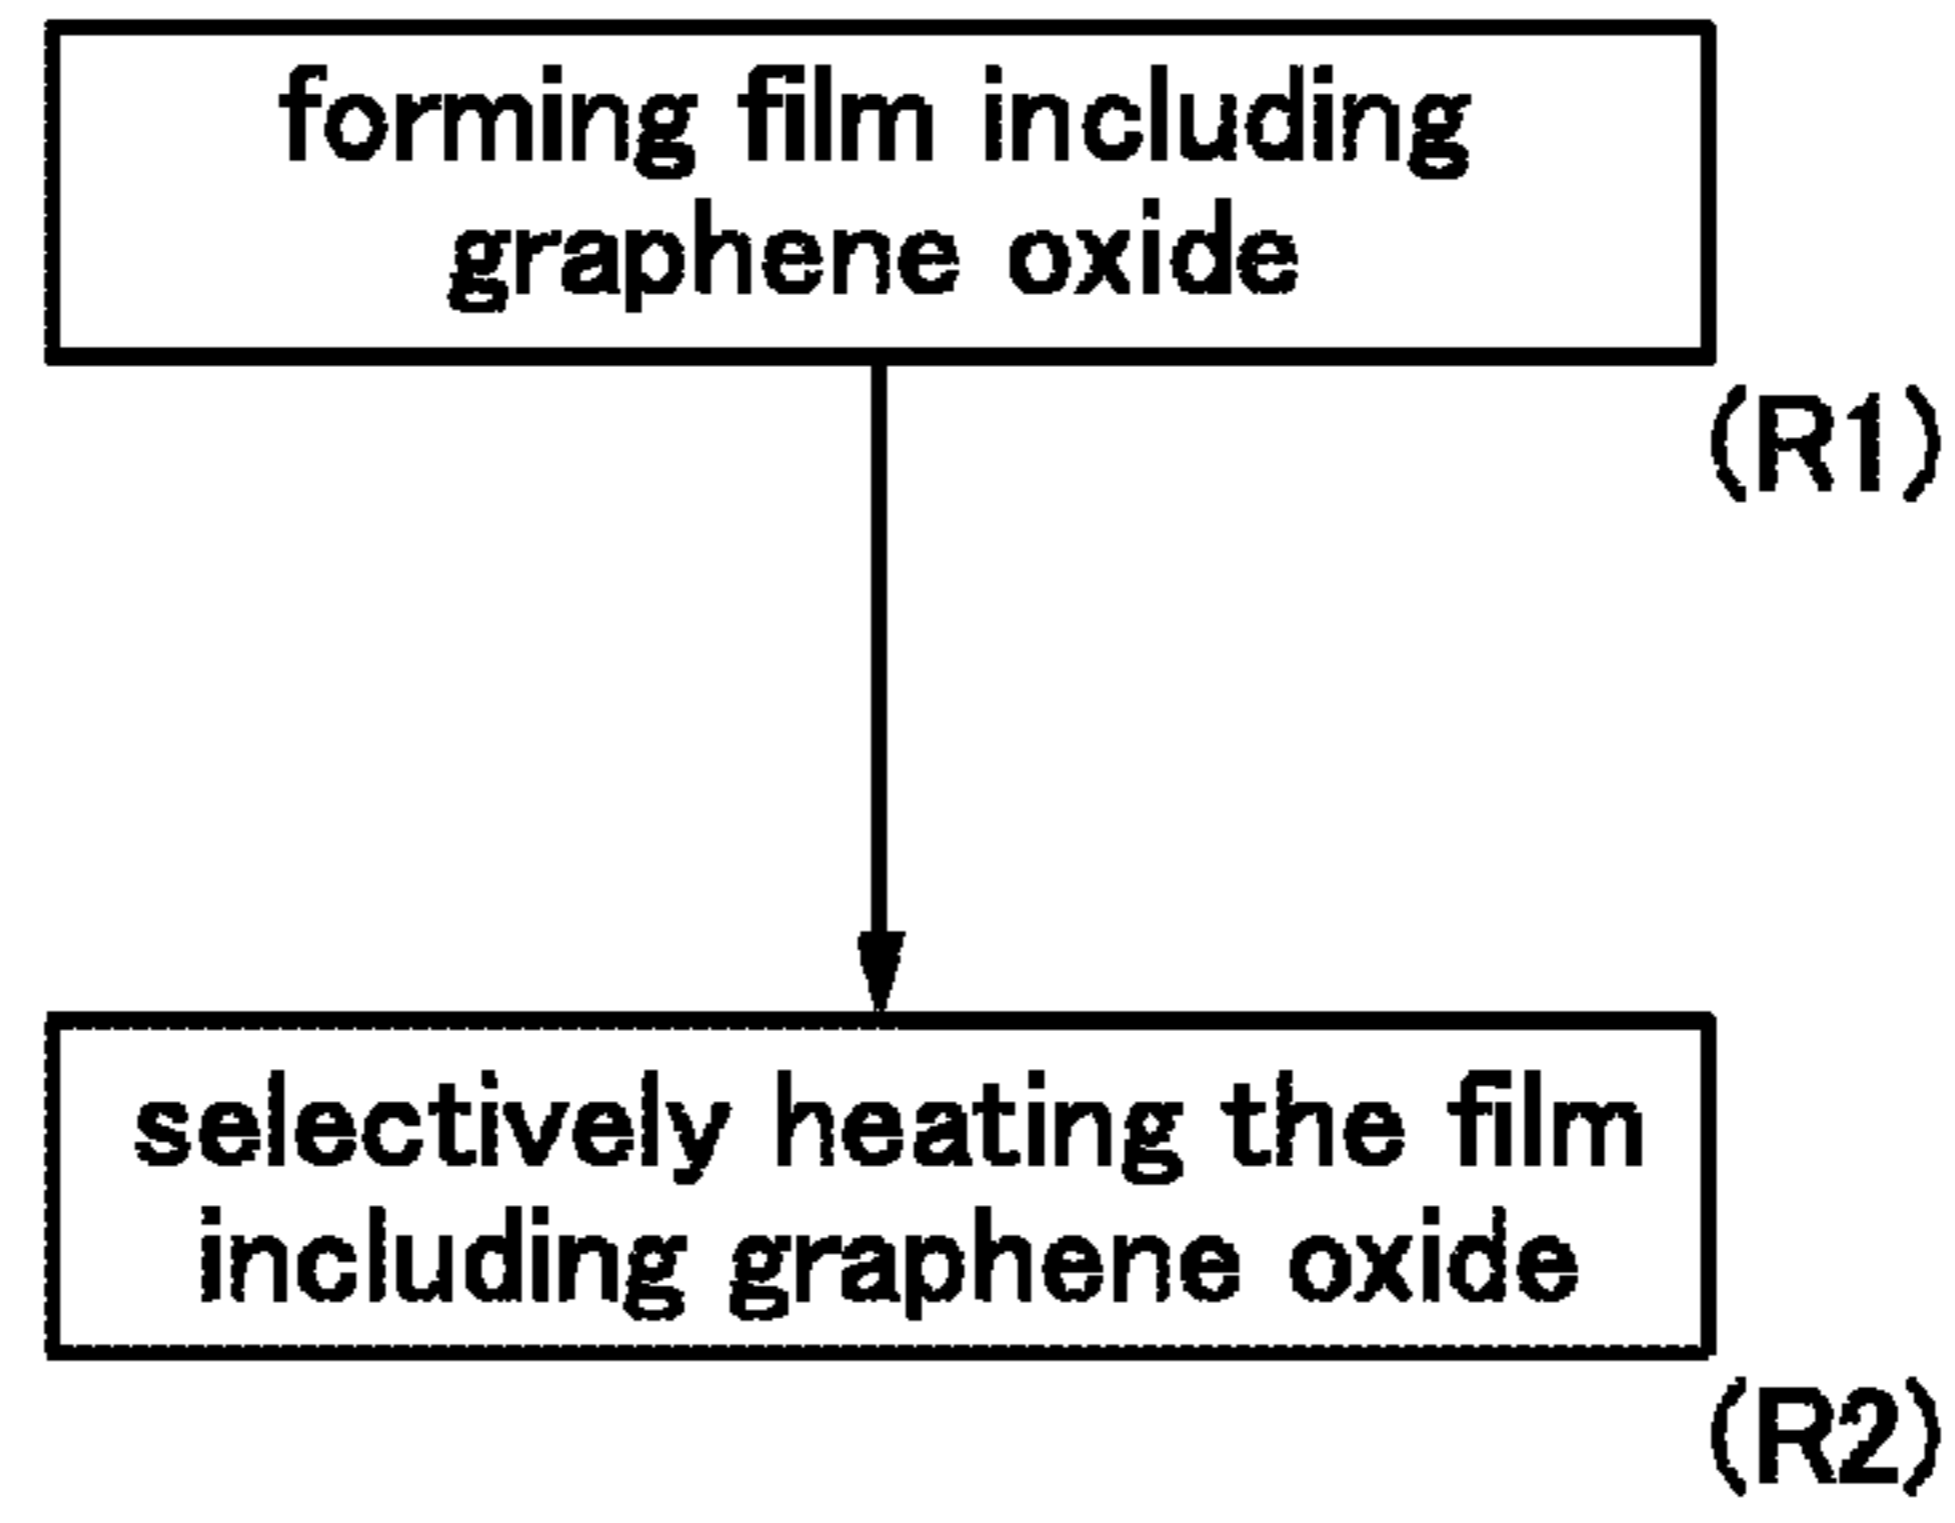 forming film including
graphene oxide
(R1)
selectively heating the film
including graphene oxide
(R2)